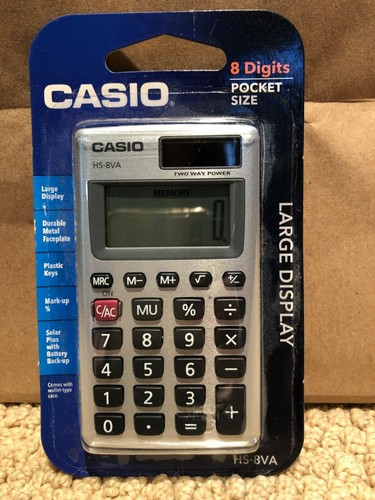 8 Digits
POCKET
SIZE
CASIO
CASIO
HS-8VA
TWO WAY POWER
MEMORY
0.
Large
Display
Durable
Metal
Faceplate
Plastic
Keys
Mark-up
%
Solar
Plus
with
Battery
Back-up
Comes with
wallet-type
case.
LARGE DISPLAY
MRC M− M+ √ +/−
ON
C/AC MU % ÷
7 8 9 ×
4 5 6 −
1 2 3 +
0 . =
HS-8VA